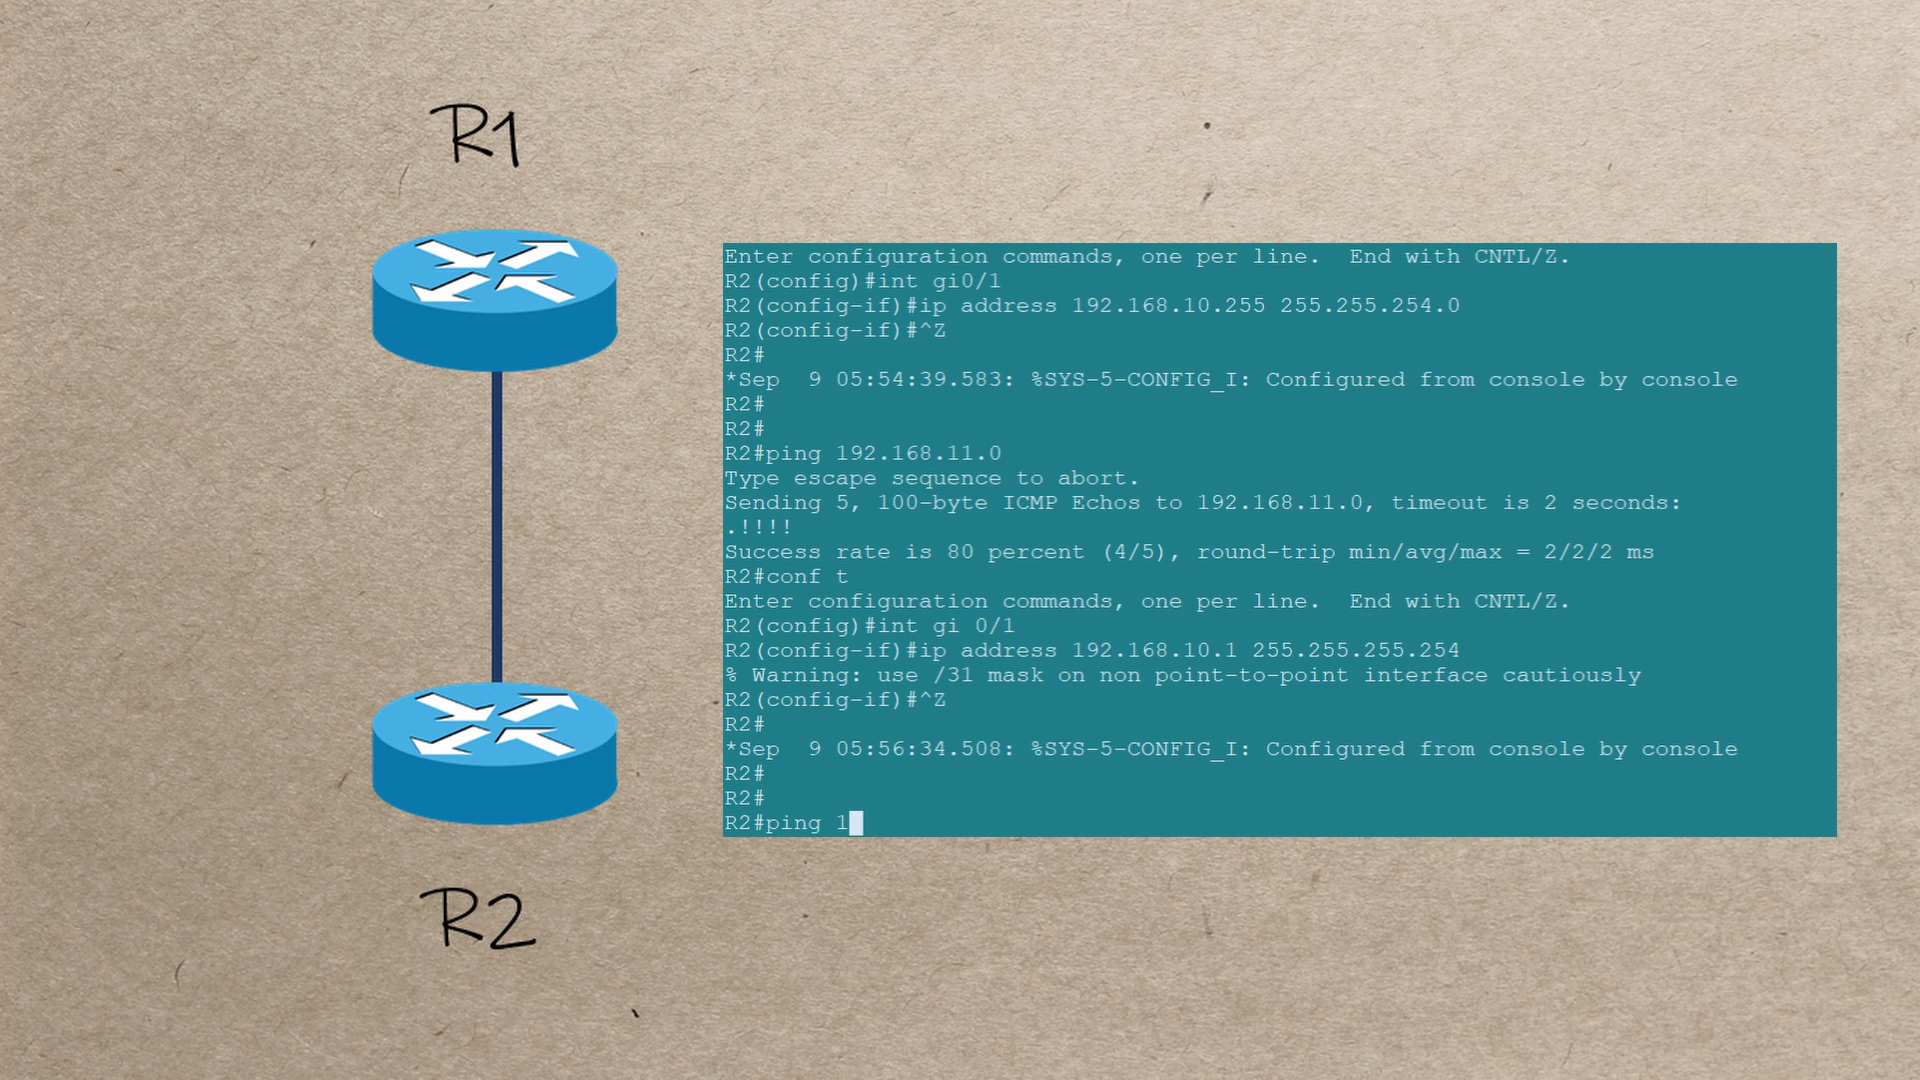 R1
Enter configuration commands, one per line.  End with CNTL/Z.
R2(config)#int gi0/1
R2(config-if)#ip address 192.168.10.255 255.255.254.0
R2(config-if)#^Z
R2#
*Sep  9 05:54:39.583: %SYS-5-CONFIG_I: Configured from console by console
R2#
R2#
R2#ping 192.168.11.0
Type escape sequence to abort.
Sending 5, 100-byte ICMP Echos to 192.168.11.0, timeout is 2 seconds:
.!!!!
Success rate is 80 percent (4/5), round-trip min/avg/max = 2/2/2 ms
R2#conf t
Enter configuration commands, one per line.  End with CNTL/Z.
R2(config)#int gi 0/1
R2(config-if)#ip address 192.168.10.1 255.255.255.254
% Warning: use /31 mask on non point-to-point interface cautiously
R2(config-if)#^Z
R2#
*Sep  9 05:56:34.508: %SYS-5-CONFIG_I: Configured from console by console
R2#
R2#
R2#ping 1
R2